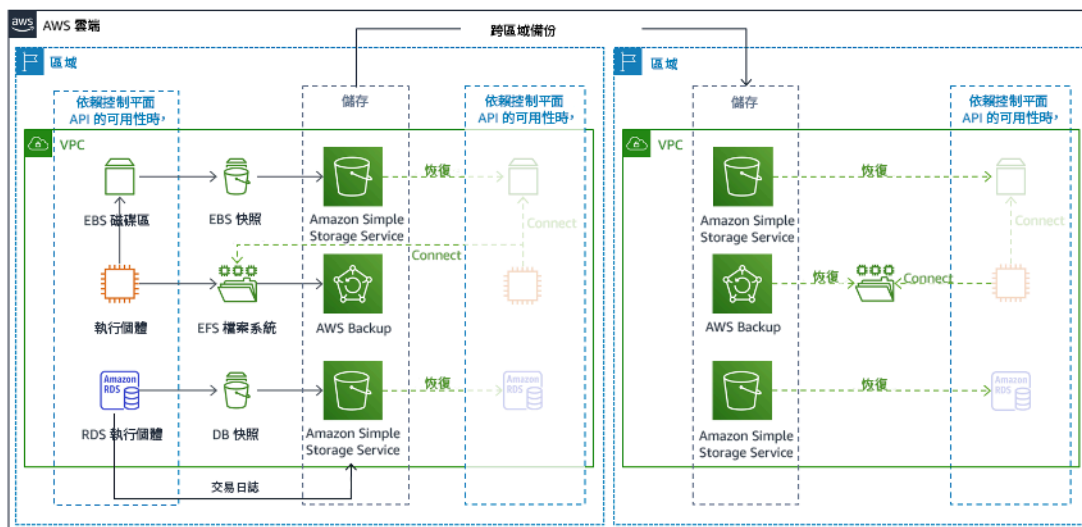 aws
AWS 雲端
跨區域備份
區域
依賴控制平面
API 的可用性時，
儲存
依賴控制平面
API 的可用性時，
VPC
EBS 磁碟區
EBS 快照
Amazon Simple
Storage Service
恢復
Connect
Connect
執行個體
EFS 檔案系統
AWS Backup
Amazon
RDS
RDS 執行個體
DB 快照
Amazon Simple
Storage Service
恢復
Amazon
RDS
交易日誌
區域
儲存
依賴控制平面
API 的可用性時，
VPC
Amazon Simple
Storage Service
恢復
Connect
AWS Backup
恢復
Connect
Amazon Simple
Storage Service
恢復
Amazon
RDS